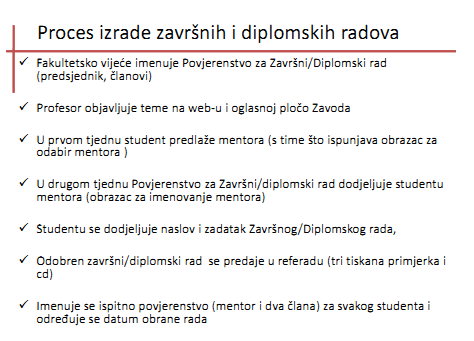 Proces izrade završnih i diplomskih radova
✓ Fakultetsko vijeće imenuje Povjerenstvo za Završni/Diplomski rad
(predsjednik, članovi)
✓ Profesor objavljuje teme na web-u i oglasnoj pločo Zavoda
✓ U prvom tjednu student predlaže mentora (s time što ispunjava obrazac za
odabir mentora )
✓ U drugom tjednu Povjerenstvo za Završni/diplomski rad dodjeljuje studentu
mentora (obrazac za imenovanje mentora)
✓ Studentu se dodjeljuje naslov i zadatak Završnog/Diplomskog rada,
✓ Odobren završni/diplomski rad  se predaje u referadu (tri tiskana primjerka i
cd)
✓ Imenuje se ispitno povjerenstvo (mentor i dva člana) za svakog studenta i
određuje se datum obrane rada